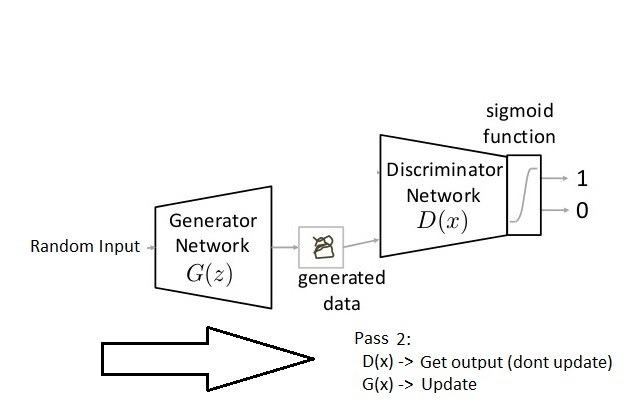 sigmoid
function
Discriminator
Network
D(x)
1
0
Generator
Network
G(z)
Random Input
generated
data
Pass 2:
D(x) -> Get output (dont update)
G(x) -> Update